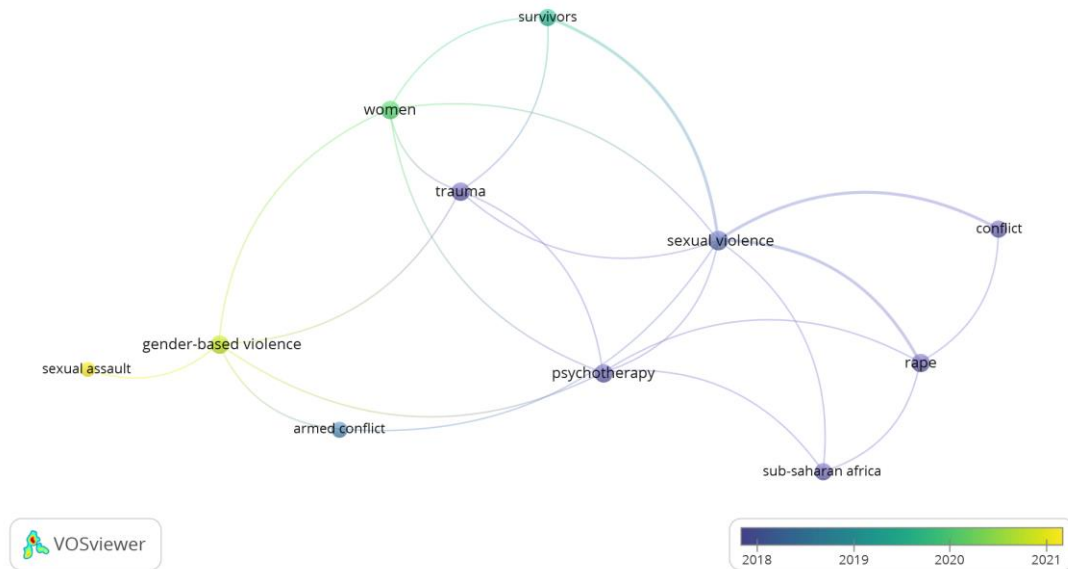 survivors
women
trauma
conflict
sexual violence
gender-based violence
sexual assault
psychotherapy
rape
armed conflict
sub-saharan africa
VOSviewer
2018 2019 2020 2021